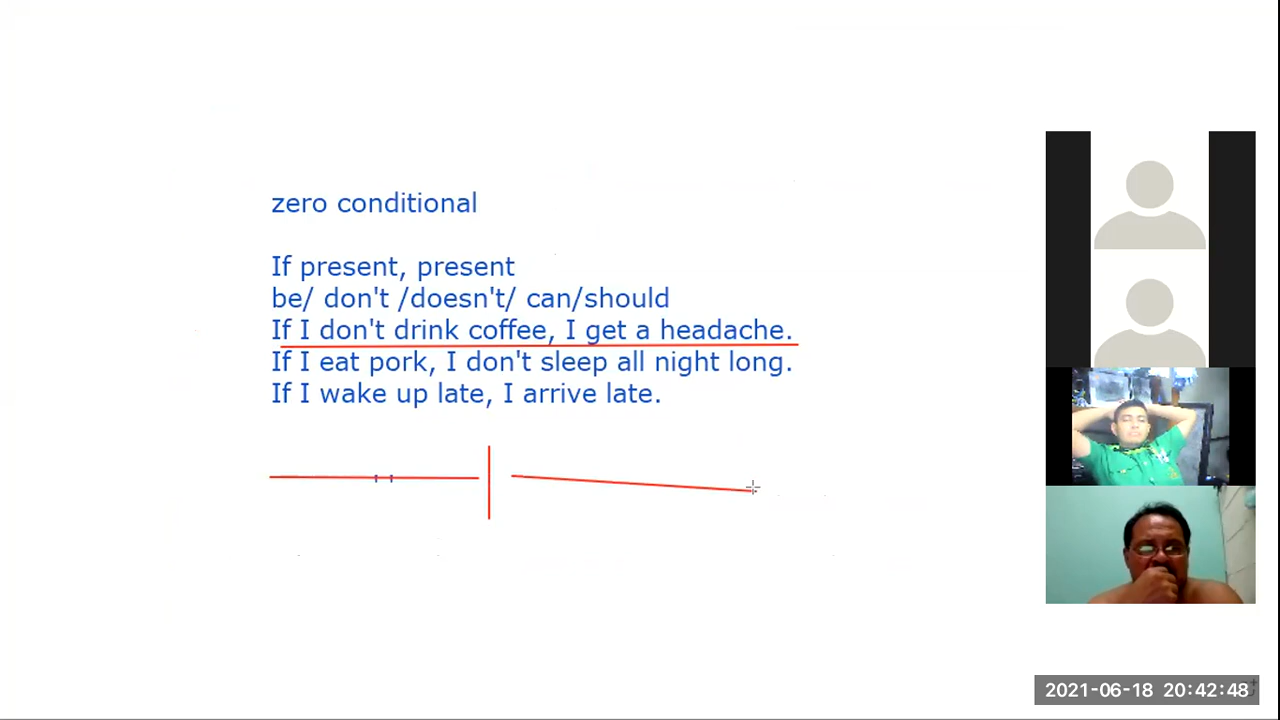 zero conditional
If present, present
be/ don't /doesn't/ can/should
If I don't drink coffee, I get a headache.
If I eat pork, I don't sleep all night long.
If I wake up late, I arrive late.
2021-06-18 20:42:48